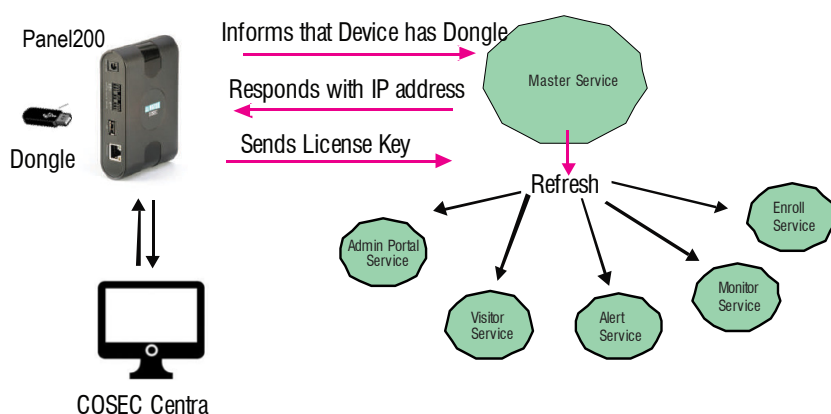 Panel200
Informs that Device has Dongle
Master Service
Responds with IP address
Dongle
Sends License Key
Refresh
Admin Portal
Service
Enroll
Service
Monitor
Service
Visitor
Service
Alert
Service
COSEC Centra